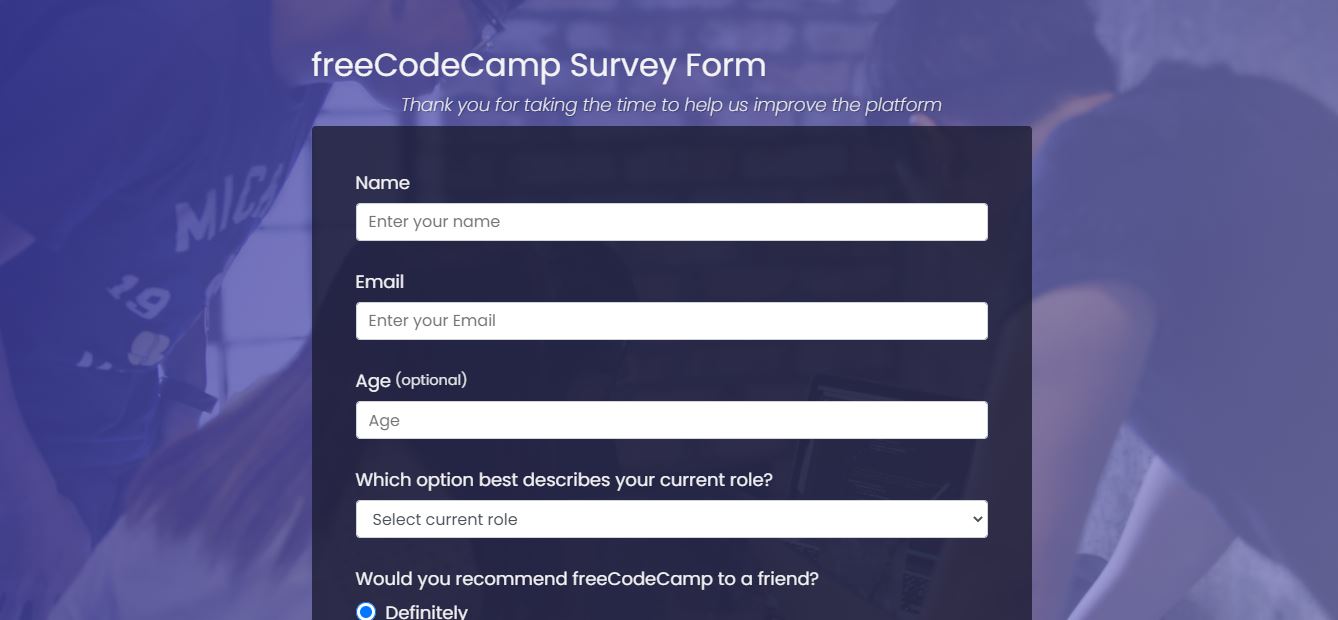 freeCodeCamp Survey Form
Thank you for taking the time to help us improve the platform
Name
Enter your name
Email
Enter your Email
Age (optional)
Age
Which option best describes your current role?
Select current role
Would you recommend freeCodeCamp to a friend?
Definitely
19